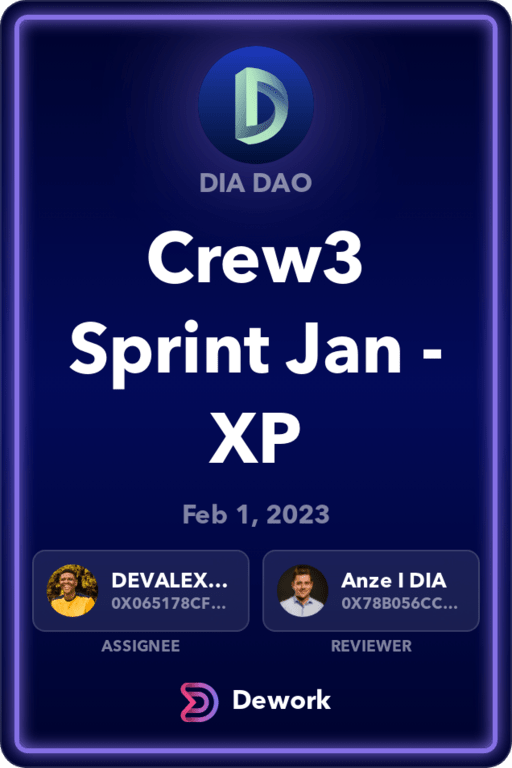 DIA DAO
Crew3
Sprint Jan -
XP
Feb 1, 2023
DEVALEX...
0X065178CF...
ASSIGNEE
Anze | DIA
0X78B056CC...
REVIEWER
Dework